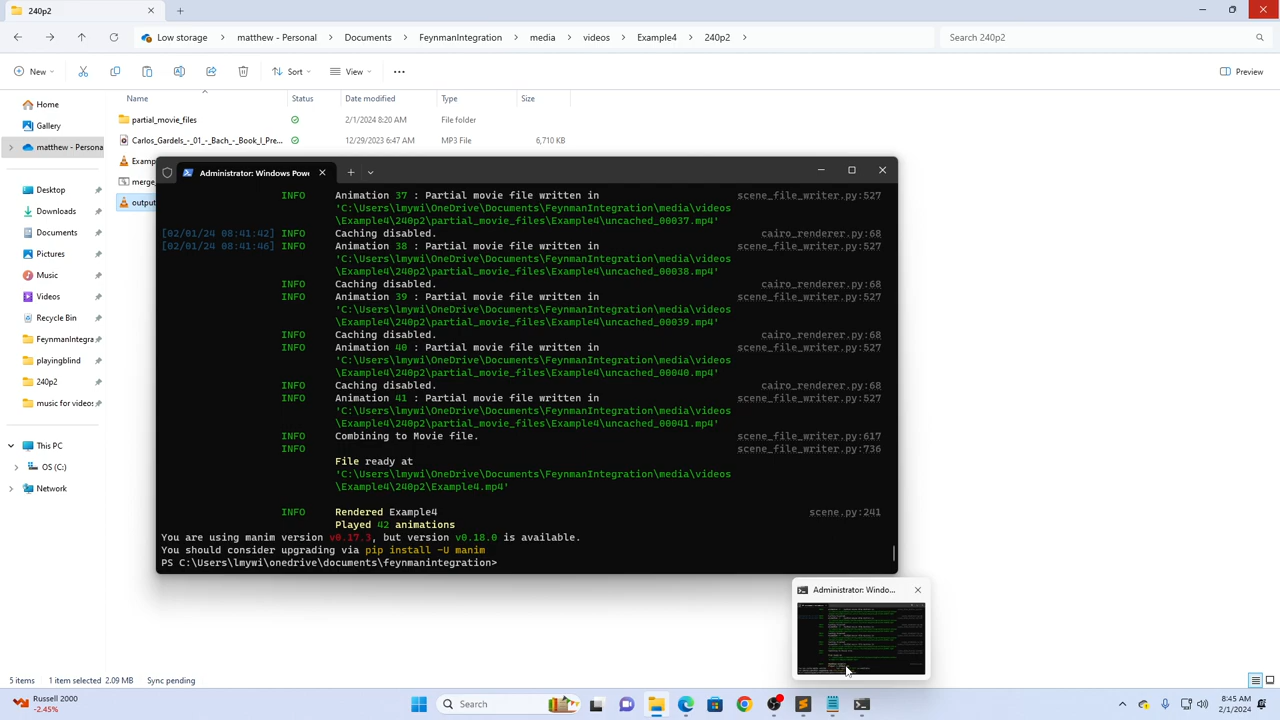 240p2
Low storage
matthew - Personal
Documents
FeynmanIntegration
media
videos
Example4
240p2
Search 240p2
New
Sort
View
Preview
Name
Status
Date modified
Type
Size
Home
Gallery
matthew - Persona
Desktop
Downloads
Documents
Pictures
Music
Videos
Recycle Bin
FeynmanIntegr
playingblind
240p2
music for videos
This PC
OS (C:)
Network
partial_movie_files
2/1/2024 8:20 AM
File folder
Carlos_Gardels_-_01_-_Bach_-_Book_I_Pre...
12/29/2023 6:47 AM
MP3 File
6,710 KB
Examp
merge
output
Administrator: Windows Powe
INFO Animation 37 : Partial movie file written in scene_file_writer.py:527
'C:\Users\lmywi\OneDrive\Documents\FeynmanIntegration\media\videos
\Example4\240p2\partial_movie_files\Example4\uncached_00037.mp4'
[02/01/24 08:41:42] INFO Caching disabled. cairo_renderer.py:68
[02/01/24 08:41:46] INFO Animation 38 : Partial movie file written in scene_file_writer.py:527
'C:\Users\lmywi\OneDrive\Documents\FeynmanIntegration\media\videos
\Example4\240p2\partial_movie_files\Example4\uncached_00038.mp4'
INFO Caching disabled. cairo_renderer.py:68
INFO Animation 39 : Partial movie file written in scene_file_writer.py:527
'C:\Users\lmywi\OneDrive\Documents\FeynmanIntegration\media\videos
\Example4\240p2\partial_movie_files\Example4\uncached_00039.mp4'
INFO Caching disabled. cairo_renderer.py:68
INFO Animation 40 : Partial movie file written in scene_file_writer.py:527
'C:\Users\lmywi\OneDrive\Documents\FeynmanIntegration\media\videos
\Example4\240p2\partial_movie_files\Example4\uncached_00040.mp4'
INFO Caching disabled. cairo_renderer.py:68
INFO Animation 41 : Partial movie file written in scene_file_writer.py:527
'C:\Users\lmywi\OneDrive\Documents\FeynmanIntegration\media\videos
\Example4\240p2\partial_movie_files\Example4\uncached_00041.mp4'
INFO Combining to Movie file. scene_file_writer.py:617
INFO scene_file_writer.py:736
File ready at
'C:\Users\lmywi\OneDrive\Documents\FeynmanIntegration\media\videos
\Example4\240p2\Example4.mp4'
INFO Rendered Example4 scene.py:241
Played 42 animations
You are using manim version v0.17.3, but version v0.18.0 is available.
You should consider upgrading via pip install -U manim
PS C:\Users\lmywi\onedrive\documents\feynmanintegration>
Administrator: Windo...
Russell 2000
-2.45%
Search
2/1/2024